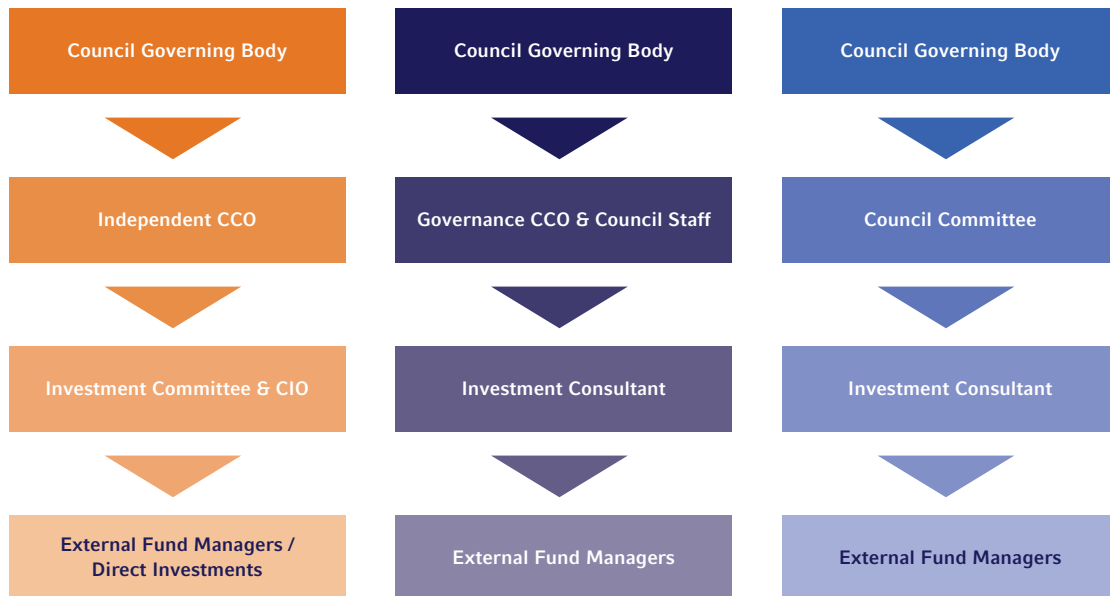 Council Governing Body
Council Governing Body
Council Governing Body
Independent CCO
Governance CCO & Council Staff
Council Committee
Investment Committee & CIO
Investment Consultant
Investment Consultant
External Fund Managers /
Direct Investments
External Fund Managers
External Fund Managers